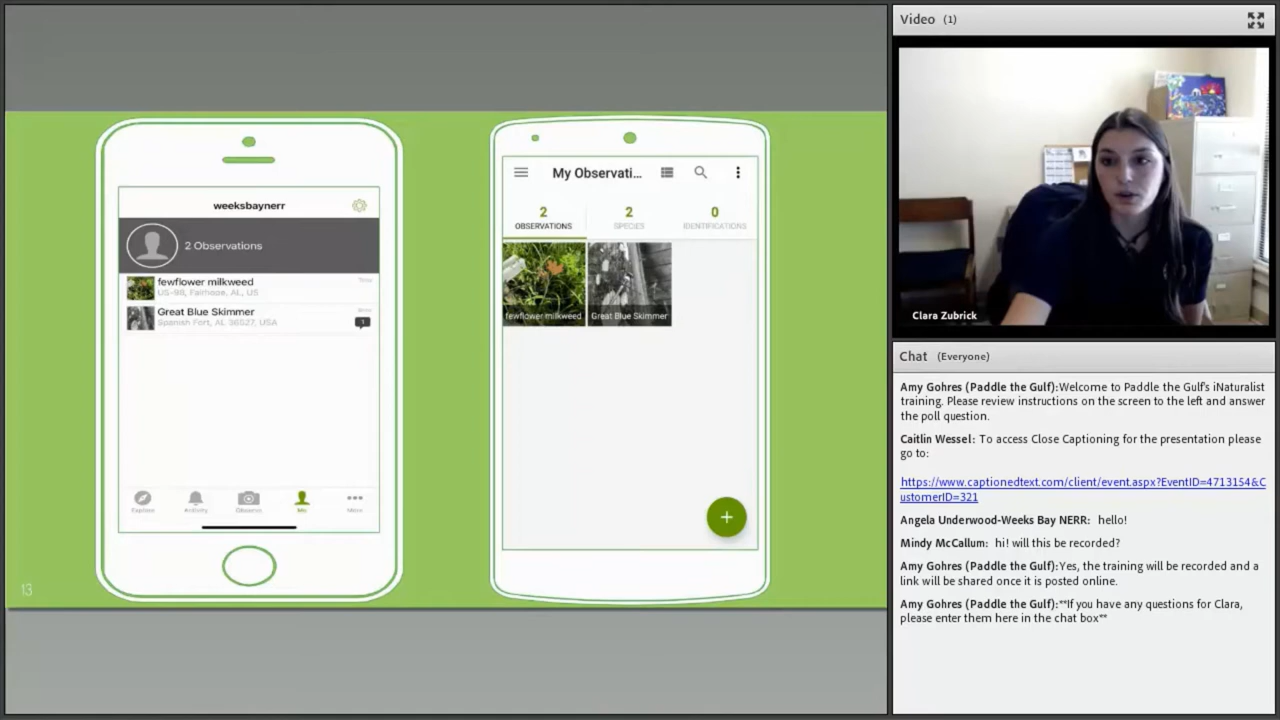 weeksbaynerr
2 Observations
fewflower milkweed
US-98, Fairhope, AL, US
Great Blue Skimmer
Spanish Fort, AL 36527, USA
1
Explore
Activity
Observe
Me
More
13
My Observati...
2
2
0
OBSERVATIONS
SPECIES
IDENTIFICATIONS
fewflower milkweed
Great Blue Skimmer
+
Video (1)
Clara Zubrick
Chat (Everyone)
Amy Gohres (Paddle the Gulf):Welcome to Paddle the Gulf's iNaturalist
training. Please review instructions on the screen to the left and answer
the poll question.
Caitlin Wessel: To access Close Captioning for the presentation please
go to:
https://www.captionedtext.com/client/event.aspx?EventID=4713154&C
ustomerID=321
Angela Underwood-Weeks Bay NERR: hello!
Mindy McCallum: hi! will this be recorded?
Amy Gohres (Paddle the Gulf):Yes, the training will be recorded and a
link will be shared once it is posted online.
Amy Gohres (Paddle the Gulf):**If you have any questions for Clara,
please enter them here in the chat box**